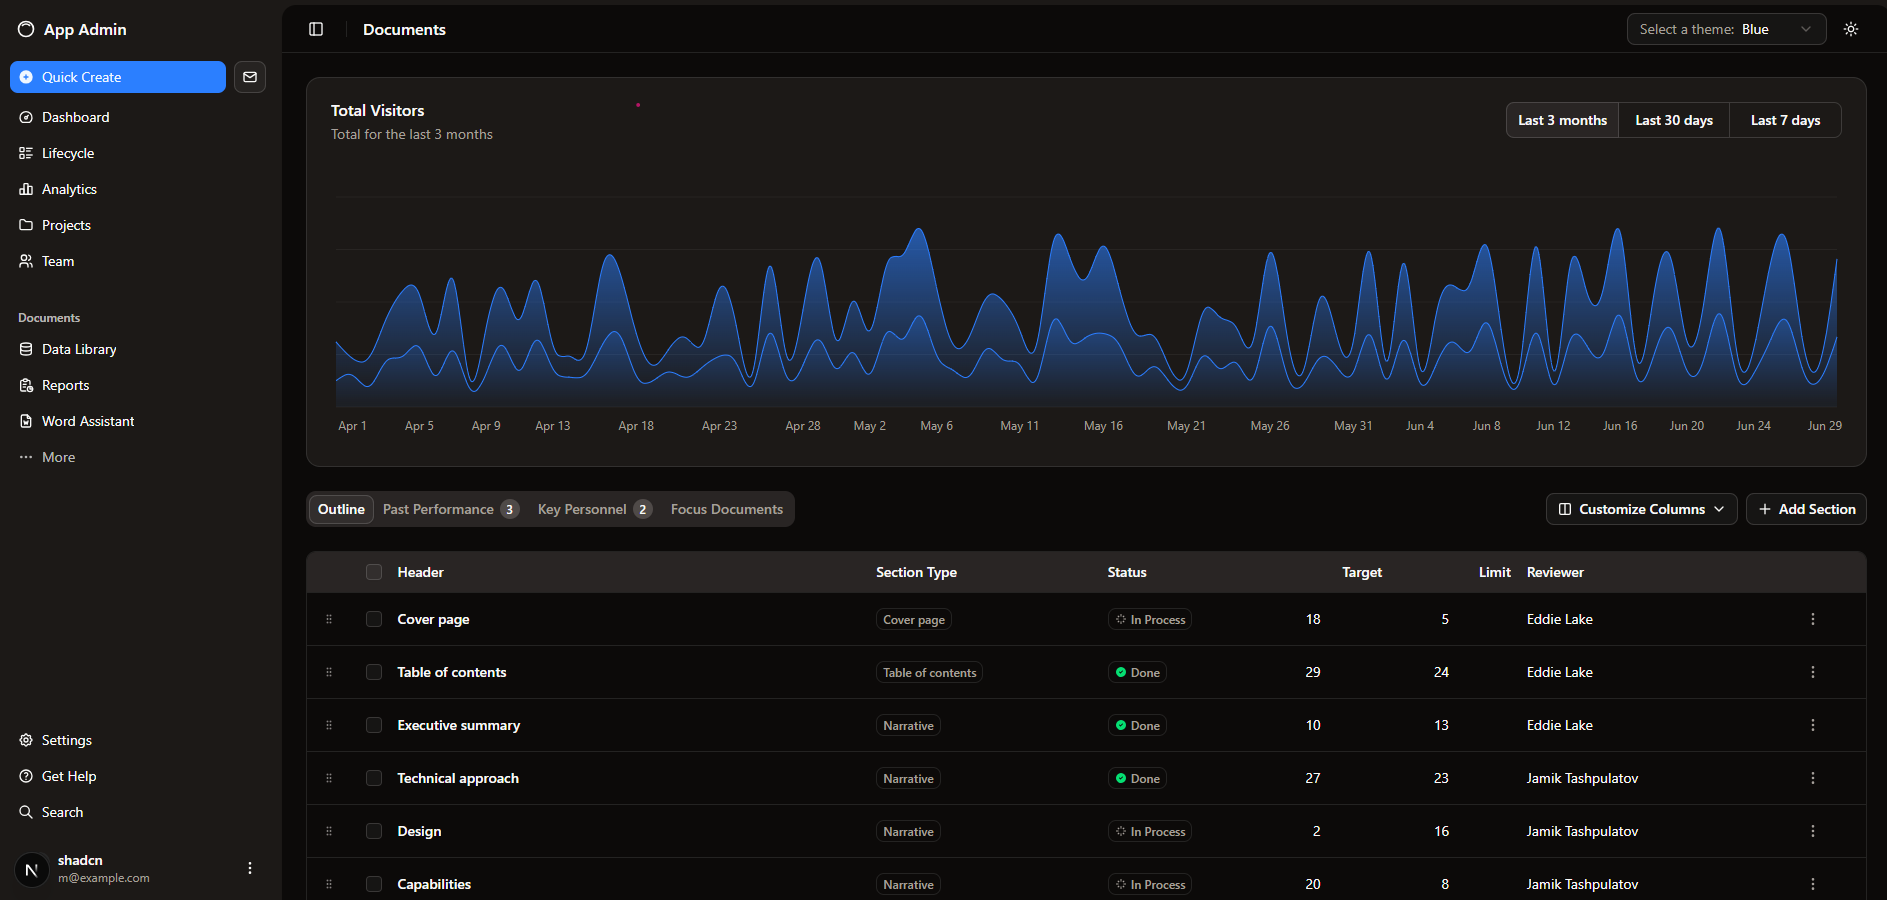 App Admin
Quick Create
Dashboard
Lifecycle
Analytics
Projects
Team
Documents
Data Library
Reports
Word Assistant
More
Settings
Get Help
Search
N
shadcn
m@example.com
Documents
Select a theme: Blue
Total Visitors
Total for the last 3 months
Last 3 months Last 30 days Last 7 days
Apr 1 Apr 5 Apr 9 Apr 13 Apr 18 Apr 23 Apr 28 May 2 May 6 May 11 May 16 May 21 May 26 May 31 Jun 4 Jun 8 Jun 12 Jun 16 Jun 20 Jun 24 Jun 29
Outline Past Performance 3 Key Personnel 2 Focus Documents
Customize Columns Add Section
Header Section Type Status Target Limit Reviewer
Cover page Cover page In Process 18 5 Eddie Lake
Table of contents Table of contents Done 29 24 Eddie Lake
Executive summary Narrative Done 10 13 Eddie Lake
Technical approach Narrative Done 27 23 Jamik Tashpulatov
Design Narrative In Process 2 16 Jamik Tashpulatov
Capabilities Narrative In Process 20 8 Jamik Tashpulatov